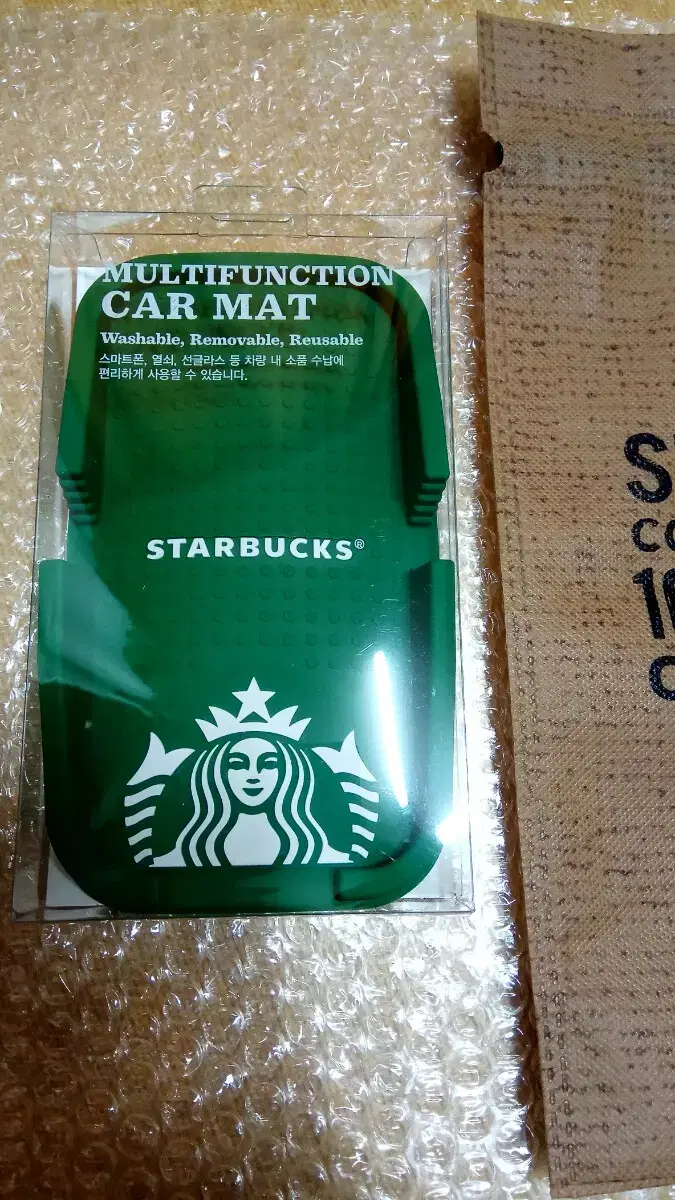 MULTIFUNCTION
CAR MAT
Washable, Removable, Reusable
스마트폰, 열쇠, 선글라스 등 차량 내 소품 수납에
편리하게 사용할 수 있습니다.
STARBUCKS®